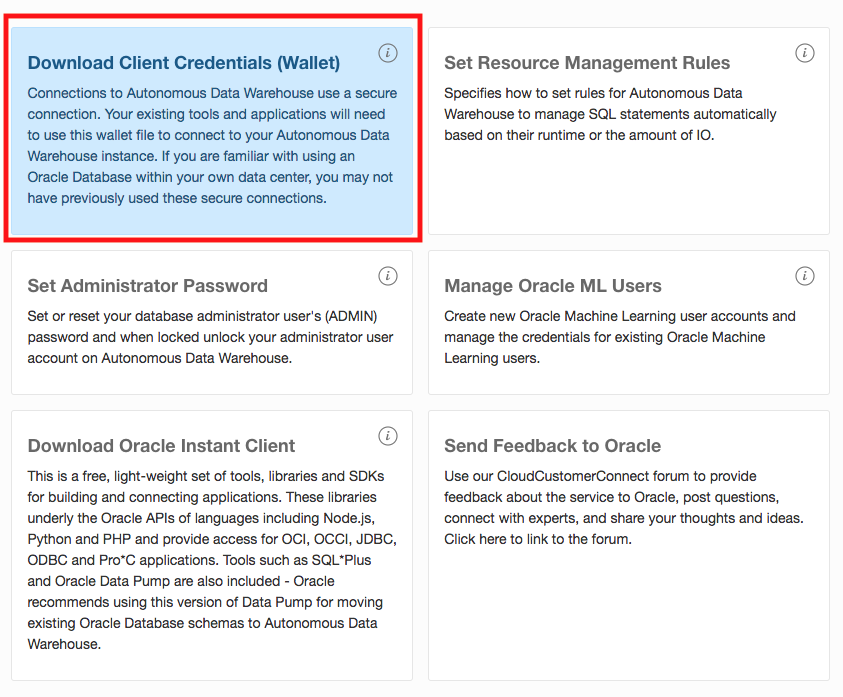 Download Client Credentials (Wallet)
Connections to Autonomous Data Warehouse use a secure
connection. Your existing tools and applications will need
to use this wallet file to connect to your Autonomous Data
Warehouse instance. If you are familiar with using an
Oracle Database within your own data center, you may not
have previously used these secure connections.
Set Resource Management Rules
Specifies how to set rules for Autonomous Data
Warehouse to manage SQL statements automatically
based on their runtime or the amount of IO.
Set Administrator Password
Set or reset your database administrator user's (ADMIN)
password and when locked unlock your administrator user
account on Autonomous Data Warehouse.
Manage Oracle ML Users
Create new Oracle Machine Learning user accounts and
manage the credentials for existing Oracle Machine
Learning users.
Download Oracle Instant Client
This is a free, light-weight set of tools, libraries and SDKs
for building and connecting applications. These libraries
underly the Oracle APIs of languages including Node.js,
Python and PHP and provide access for OCI, OCCI, JDBC,
ODBC and Pro*C applications. Tools such as SQL*Plus
and Oracle Data Pump are also included - Oracle
recommends using this version of Data Pump for moving
existing Oracle Database schemas to Autonomous Data
Warehouse.
Send Feedback to Oracle
Use our CloudCustomerConnect forum to provide
feedback about the service to Oracle, post questions,
connect with experts, and share your thoughts and ideas.
Click here to link to the forum.